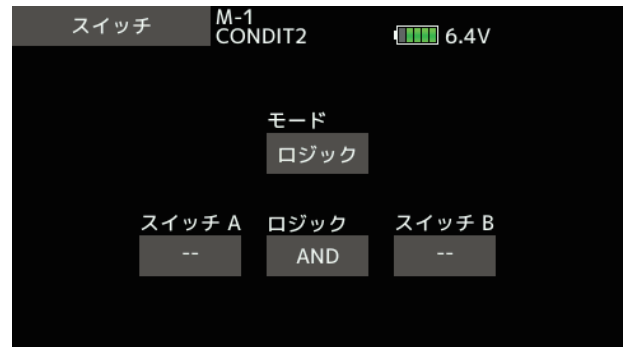 スイッチ
M-1
CONDIT2
6.4V
モード
ロジック
スイッチ A ロジック スイッチ B
-- AND --